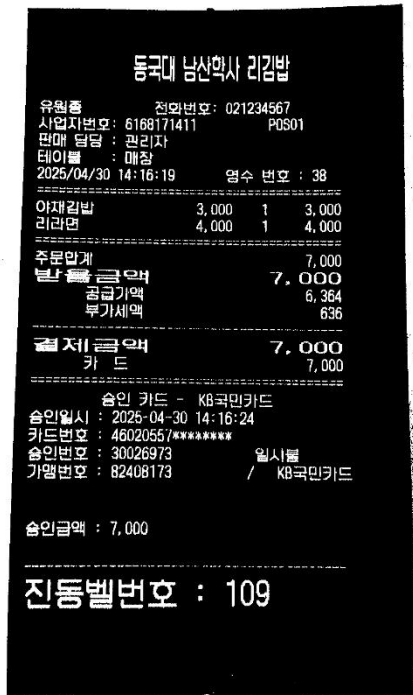 동국대 남산학사 리김밥
유원종 전화번호: 021234567
사업자번호: 6168171411 POS01
판매 담당 : 관리자
테이블 : 매장
2025/04/30 14:16:19 영수 번호 : 38
야재김밥 3,000 1 3,000
리라면 4,000 1 4,000
주문합계 7,000
받을금액 7,000
공급가액 6,364
부가세액 636
결제금액 7,000
카 드 7,000
승인 카드 - KB국민카드
승인일시 : 2025-04-30 14:16:24
카드번호 : 46020557********
승인번호 : 30026973 일시불
가맹번호 : 82408173 / KB국민카드
승인금액 : 7,000
진동벨번호 : 109